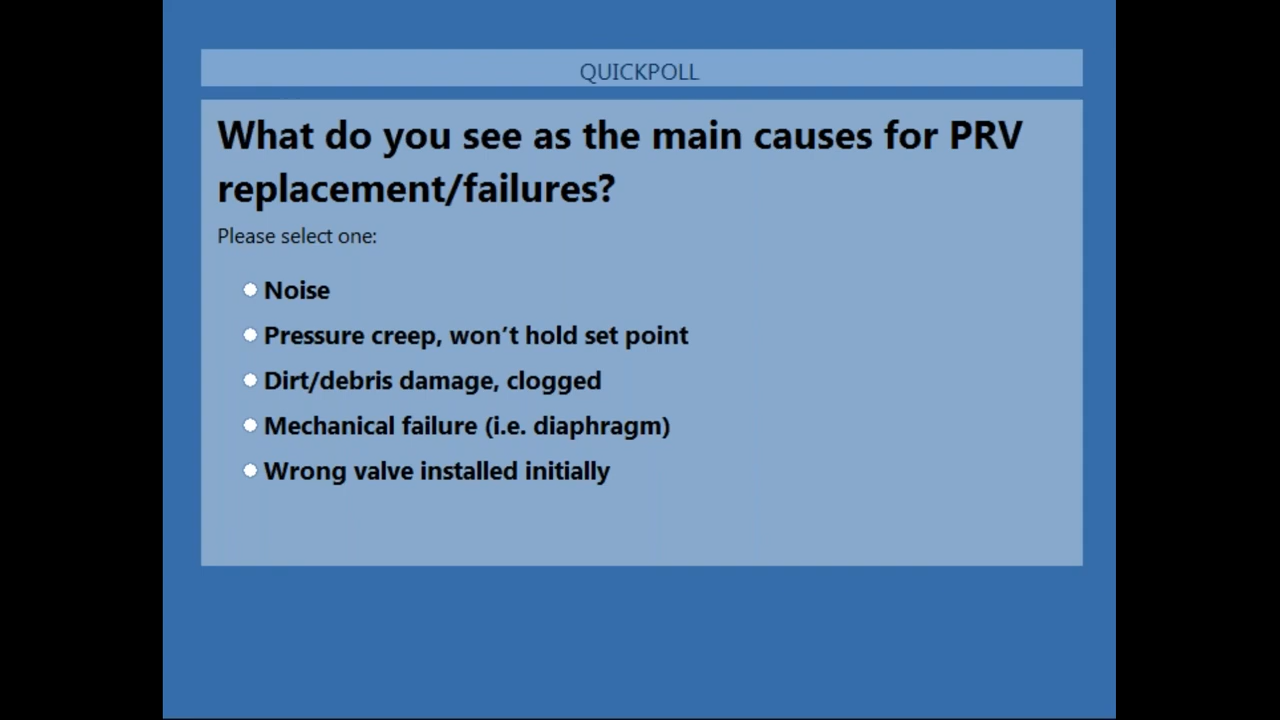 QUICKPOLL
What do you see as the main causes for PRV
replacement/failures?
Please select one:
Noise
Pressure creep, won’t hold set point
Dirt/debris damage, clogged
Mechanical failure (i.e. diaphragm)
Wrong valve installed initially